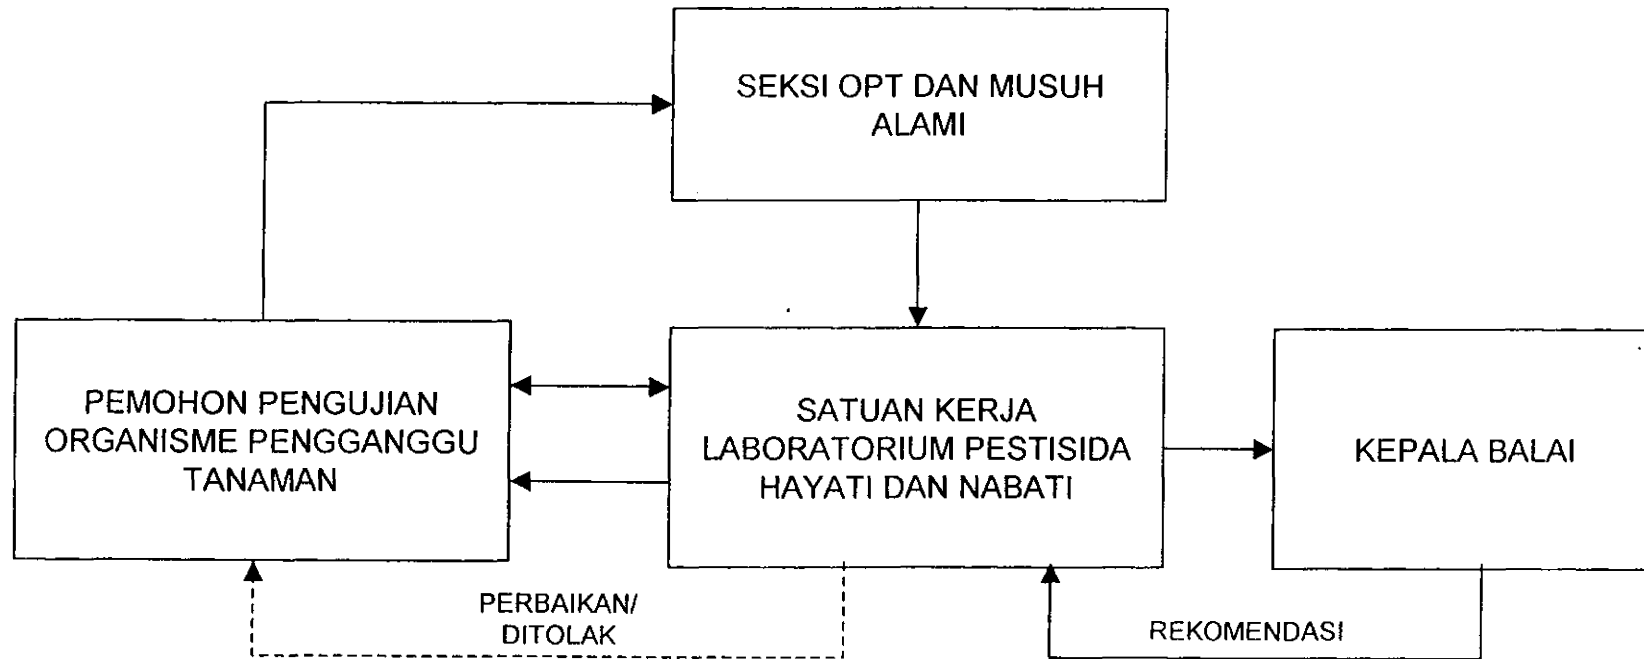 SEKSI OPT DAN MUSUH
ALAMI
PEMOHON PENGUJIAN
ORGANISME PENGGANGGU
TANAMAN
SATUAN KERJA
LABORATORIUM PESTISIDA
HAYATI DAN NABATI
KEPALA BALAI
PERBAIKAN/
DITOLAK
REKOMENDASI